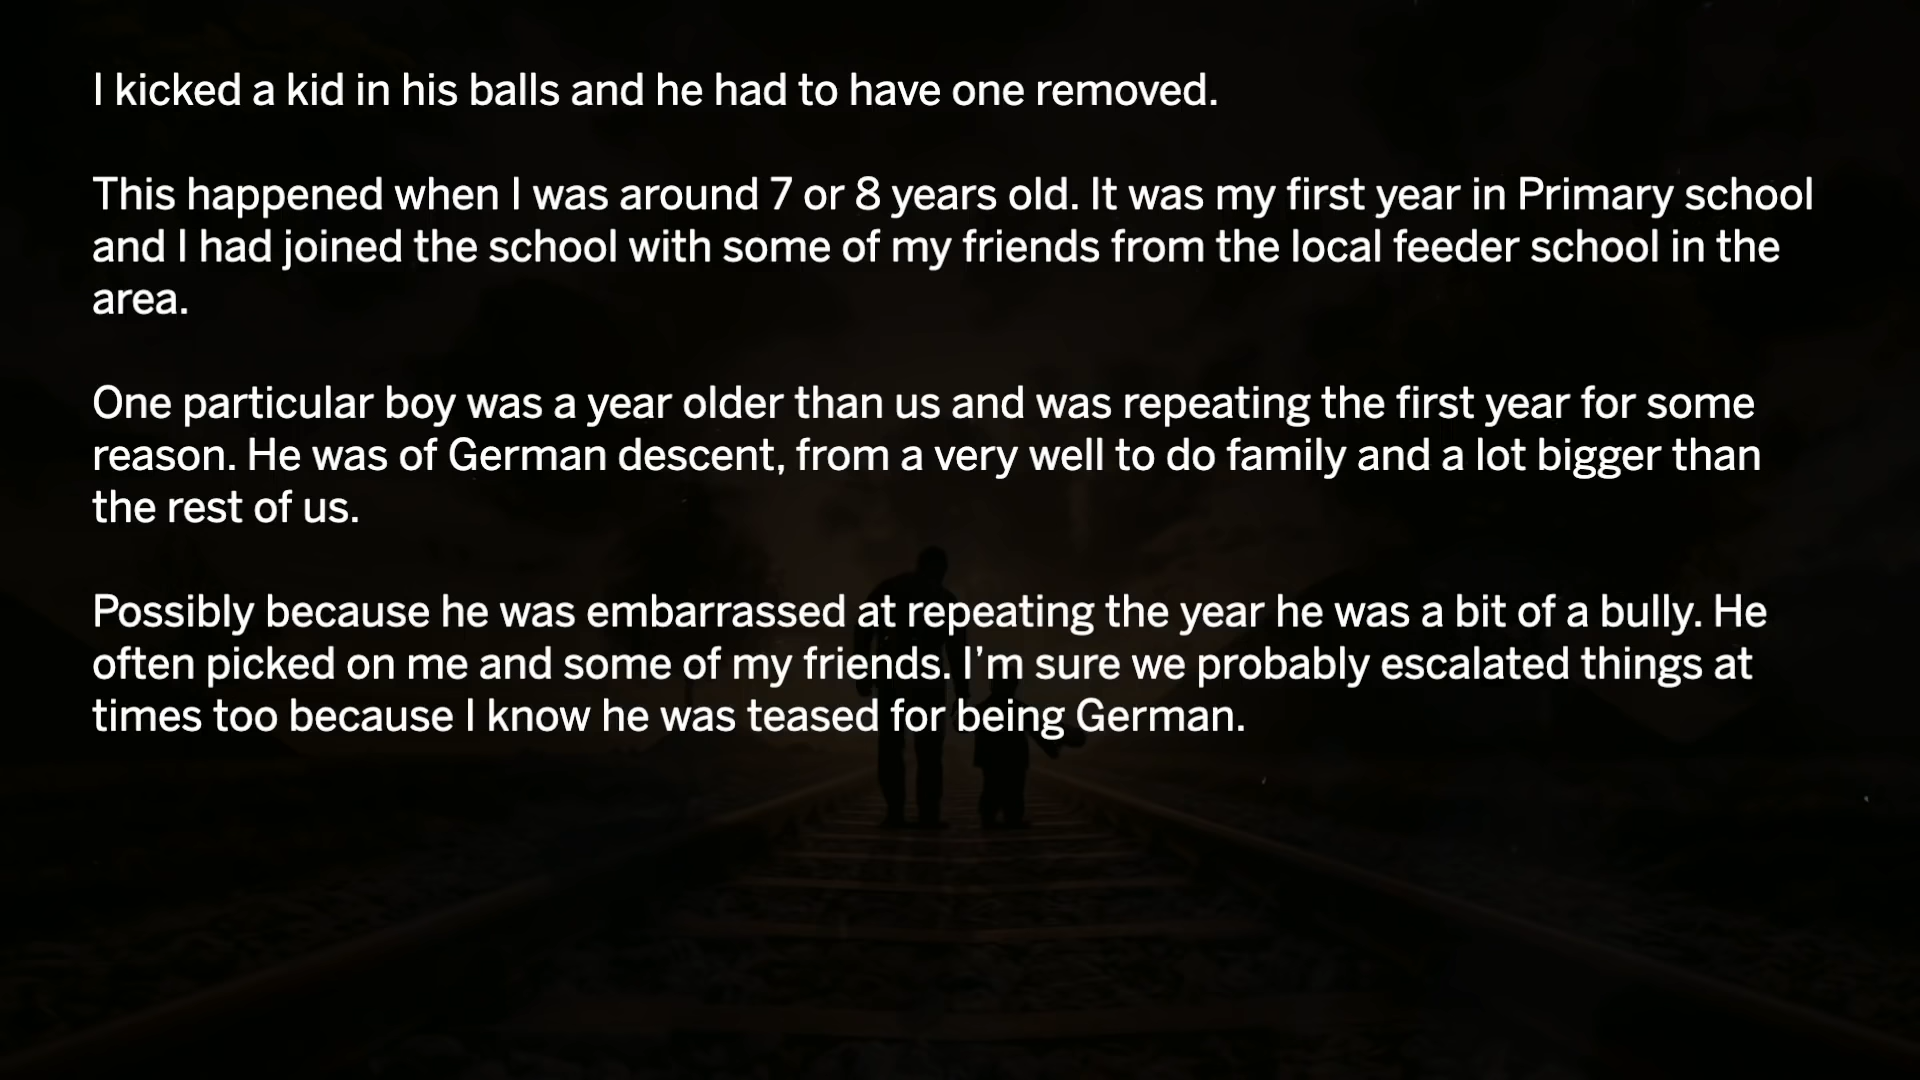 I kicked a kid in his balls and he had to have one removed.
This happened when I was around 7 or 8 years old. It was my first year in Primary school
and I had joined the school with some of my friends from the local feeder school in the
area.
One particular boy was a year older than us and was repeating the first year for some
reason. He was of German descent, from a very well to do family and a lot bigger than
the rest of us.
Possibly because he was embarrassed at repeating the year he was a bit of a bully. He
often picked on me and some of my friends. I’m sure we probably escalated things at
times too because I know he was teased for being German.